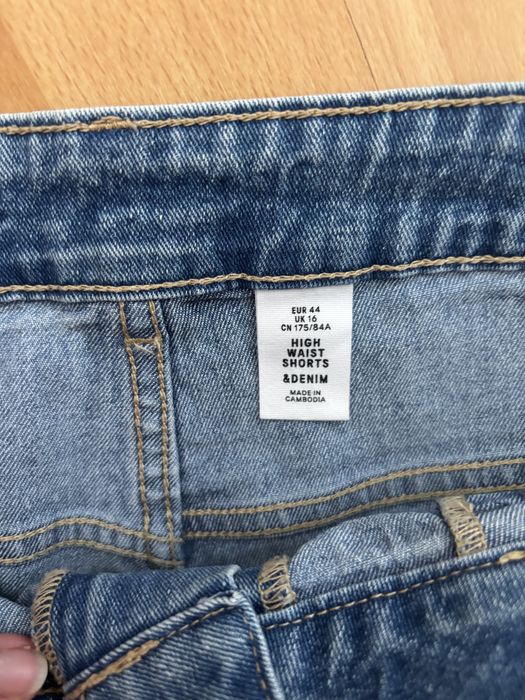 EUR 44
UK 16
CN 175/84A
HIGH
WAIST
SHORTS
&DENIM
MADE IN
CAMBODIA